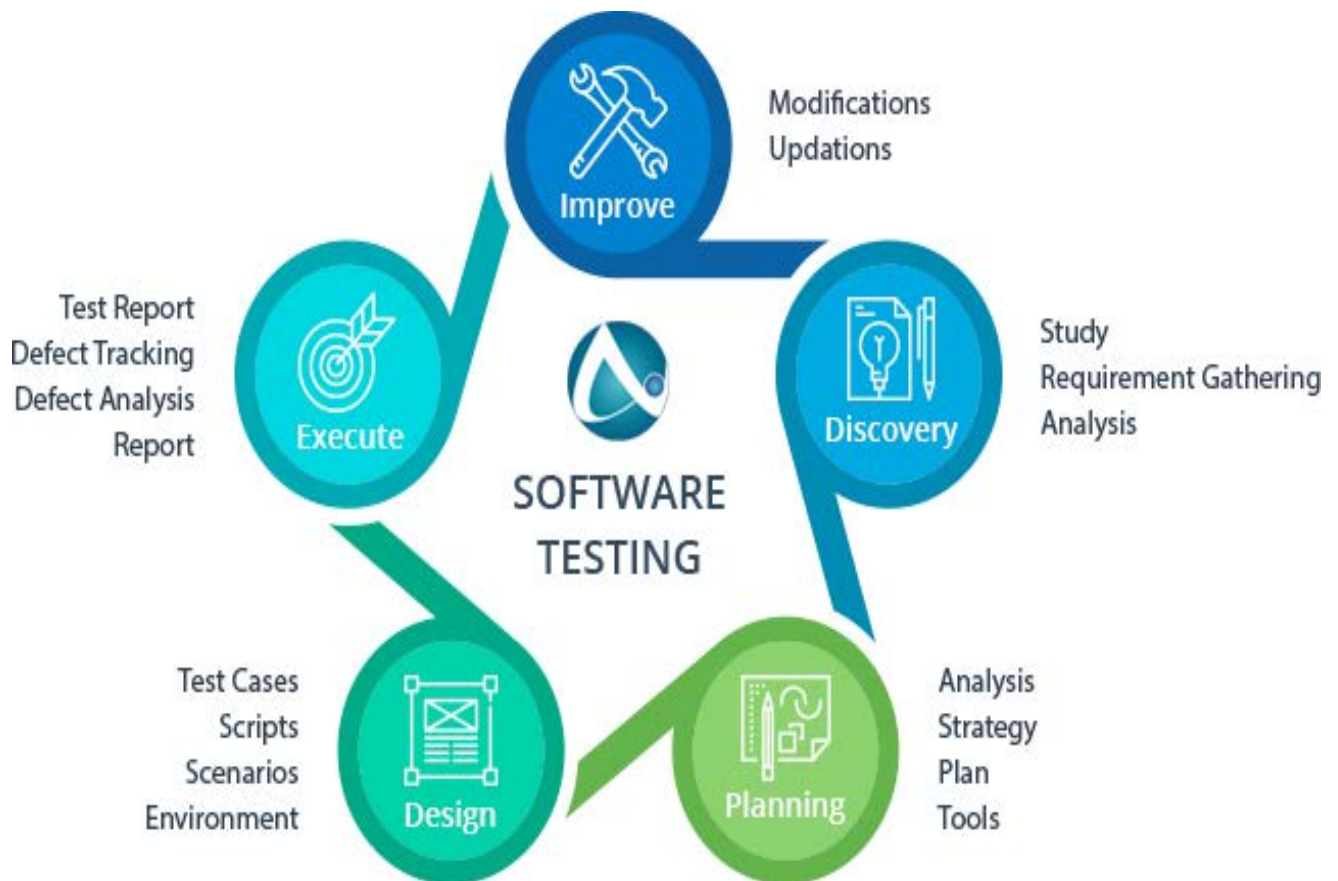 Improve
Modifications
Updations
Discovery
Study
Requirement Gathering
Analysis
Planning
Analysis
Strategy
Plan
Tools
Design
Test Cases
Scripts
Scenarios
Environment
Execute
Test Report
Defect Tracking
Defect Analysis
Report
SOFTWARE
TESTING